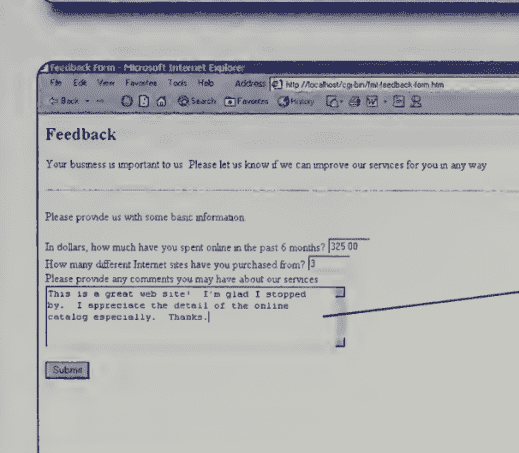 Feedback Form - Microsoft Internet Explorer
File Edit View Favorites Tools Help Address http://localhost/cgi-bin/fml-feedback-form.htm
Back Search Favorites History
Feedback
Your business is important to us Please let us know if we can improve our services for you in any way
Please provide us with some basic information
In dollars, how much have you spent online in the past 6 months? 325 00
How many different Internet sites have you purchased from? 3
Please provide any comments you may have about our services
This is a great web site! I'm glad I stopped
by. I appreciate the detail of the online
catalog especially. Thanks.
Submit